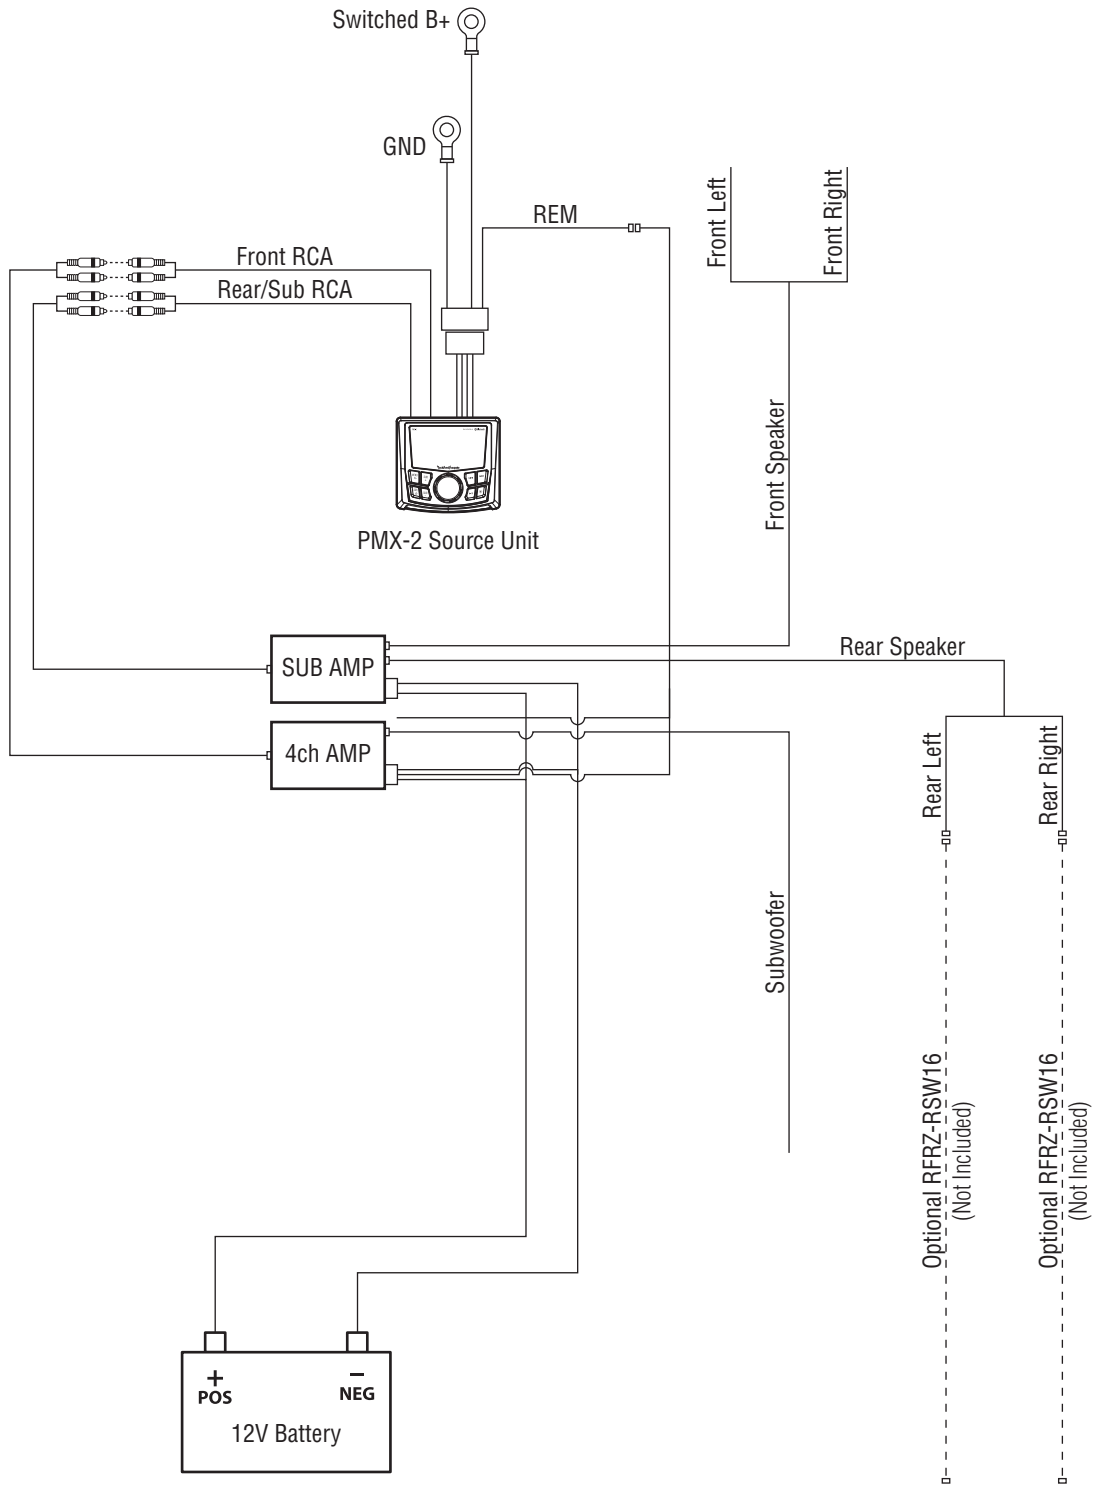 Switched B+
GND
REM
Front Left
Front Right
Front RCA
Rear/Sub RCA
Front Speaker
PMX-2 Source Unit
Rear Speaker
SUB AMP
4ch AMP
Rear Left
Rear Right
Subwoofer
Optional RFRZ-RSW16
(Not Included)
Optional RFRZ-RSW16
(Not Included)
+
POS
–
NEG
12V Battery